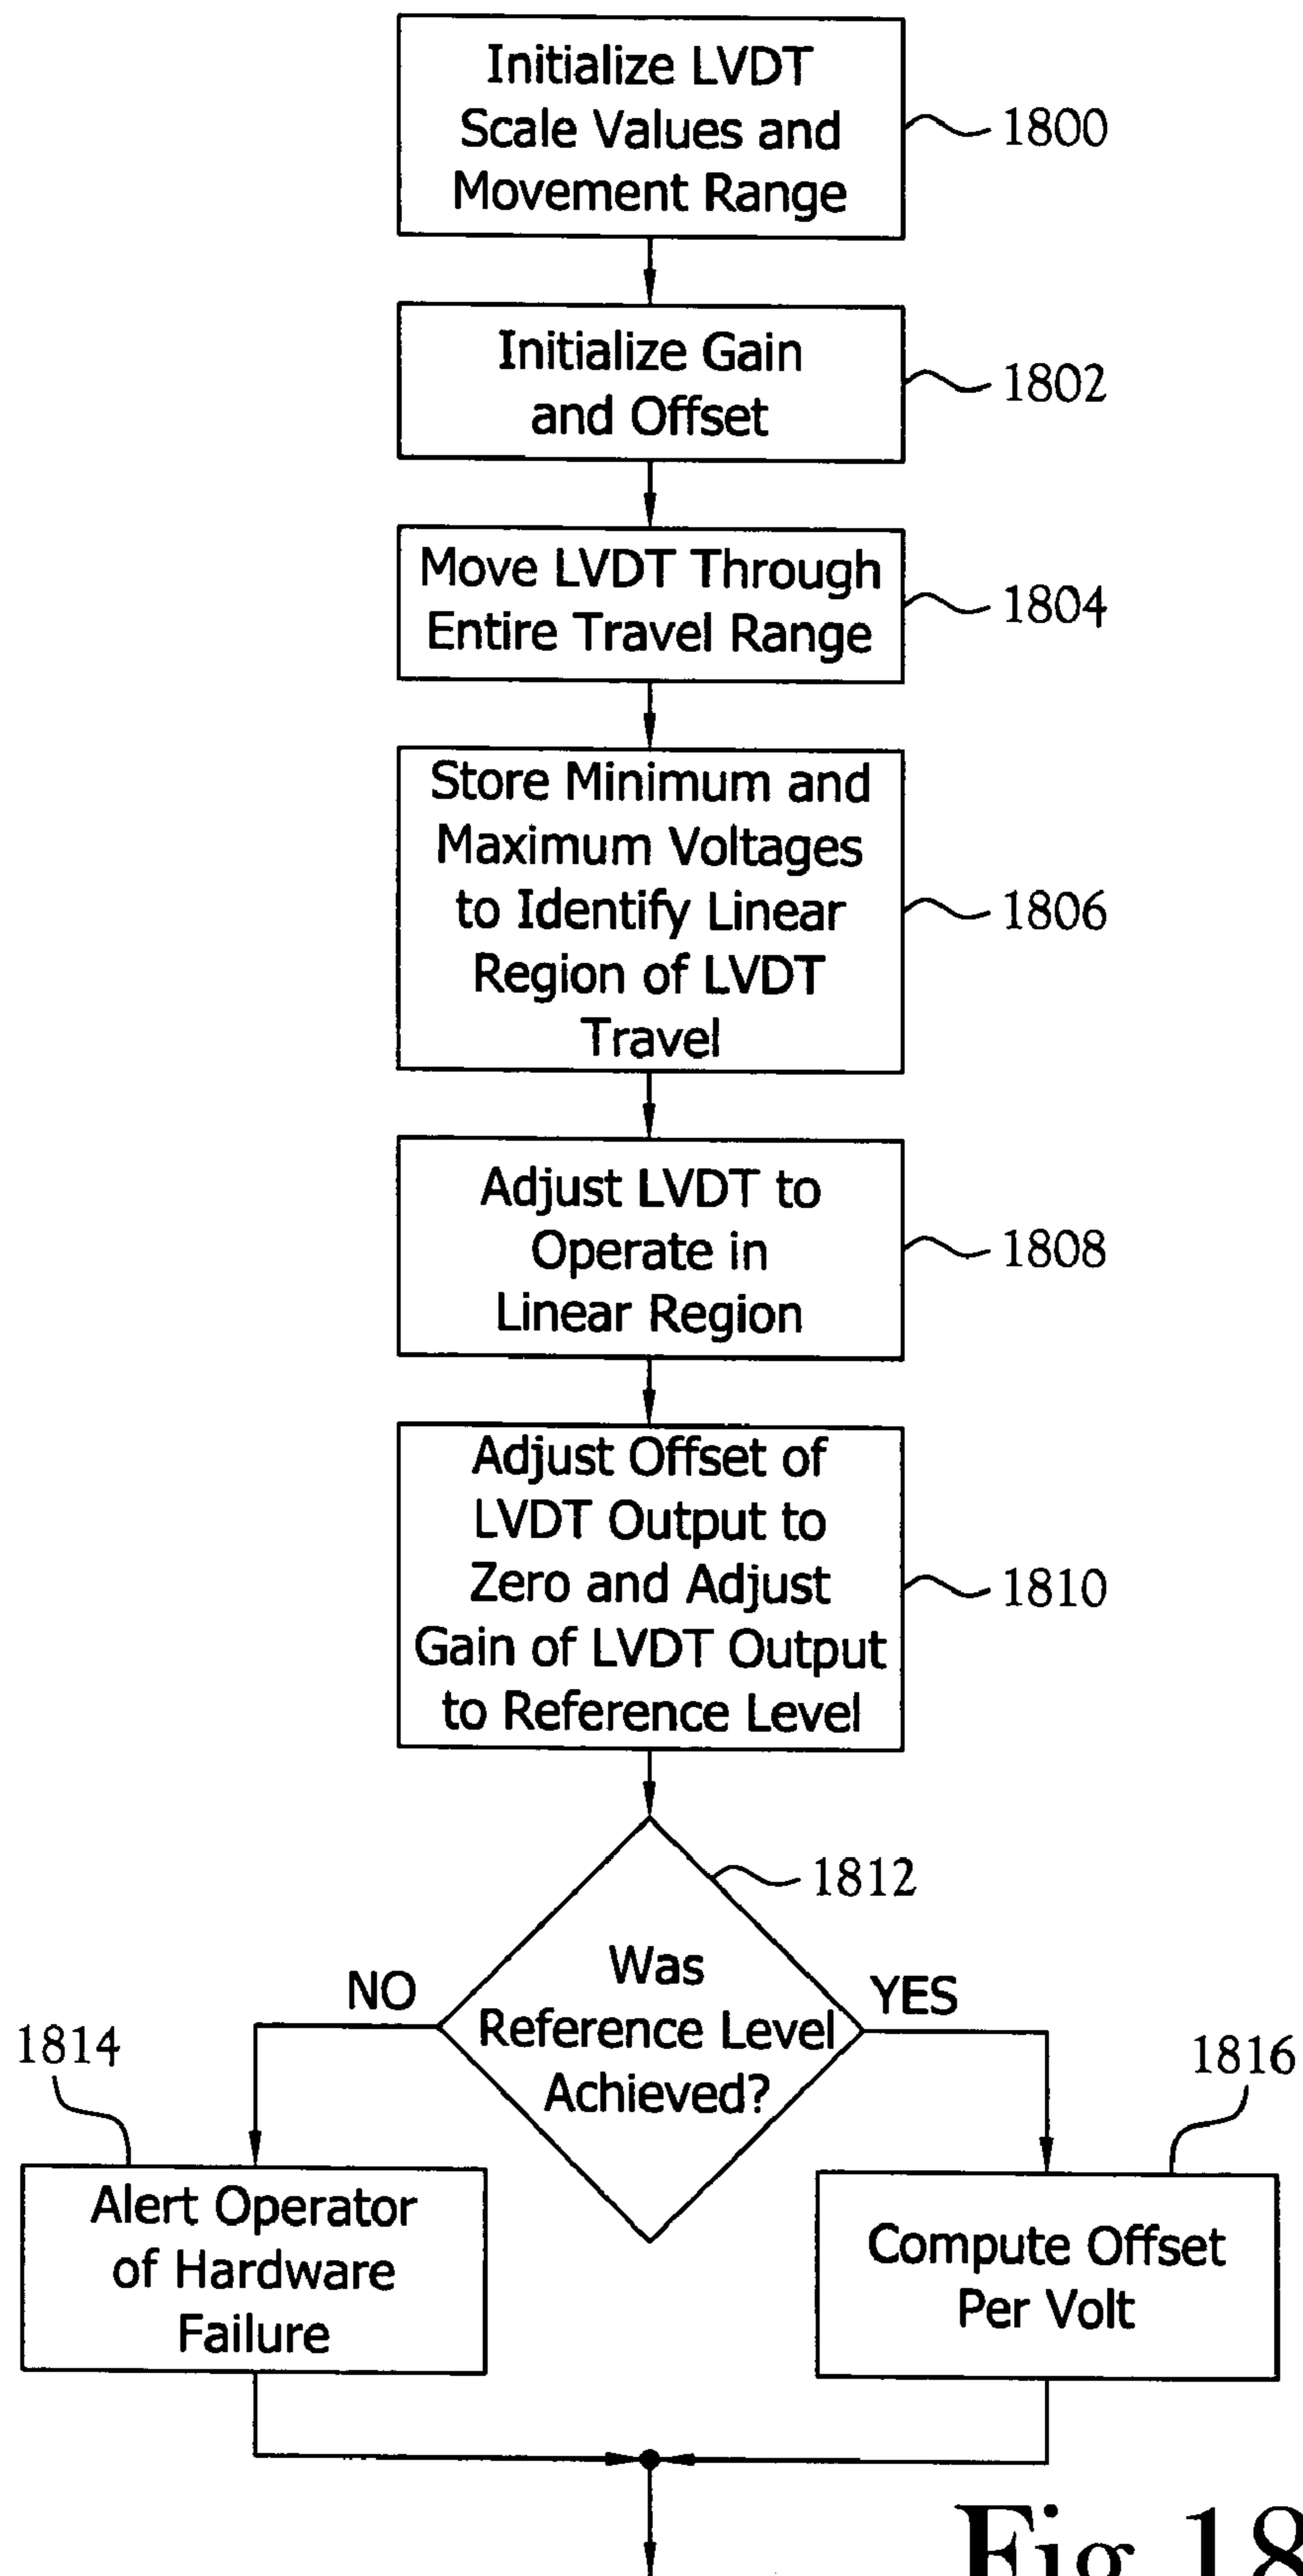 Initialize LVDT
Scale Values and
Movement Range
1800
Initialize Gain
and Offset
1802
Move LVDT Through
Entire Travel Range
1804
Store Minimum and
Maximum Voltages
to Identify Linear
Region of LVDT
Travel
1806
Adjust LVDT to
Operate in
Linear Region
1808
Adjust Offset of
LVDT Output to
Zero and Adjust
Gain of LVDT Output
to Reference Level
1810
1812
Was
Reference Level
Achieved?
NO
YES
1814
1816
Alert Operator
of Hardware
Failure
Compute Offset
Per Volt
Fig 18